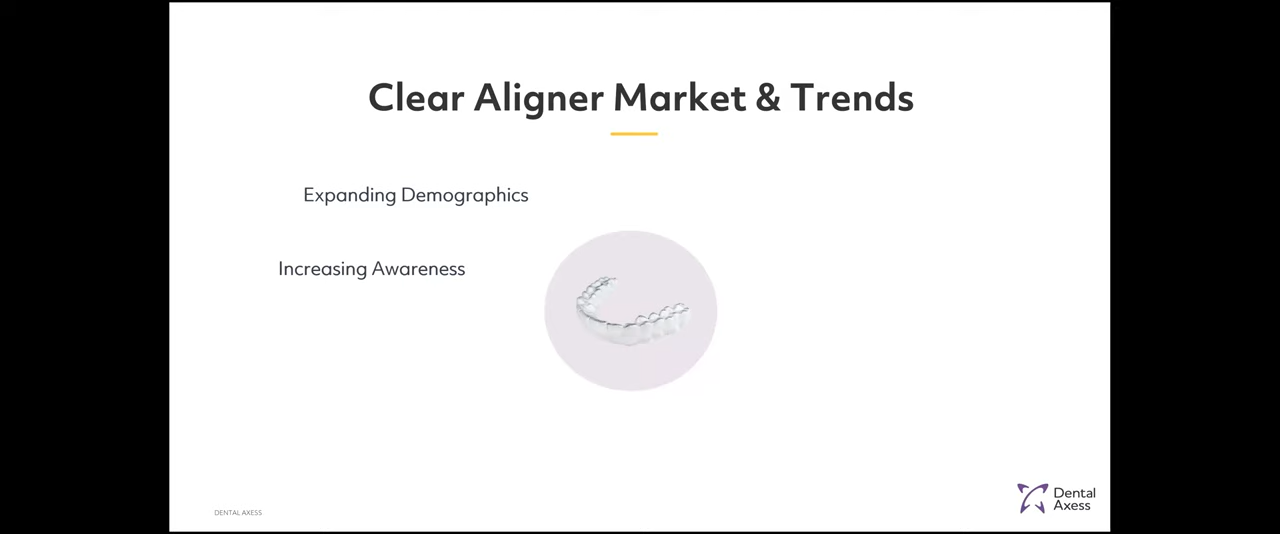 Clear Aligner Market & Trends
Expanding Demographics
Increasing Awareness
DENTAL AXESS
Dental
Axess